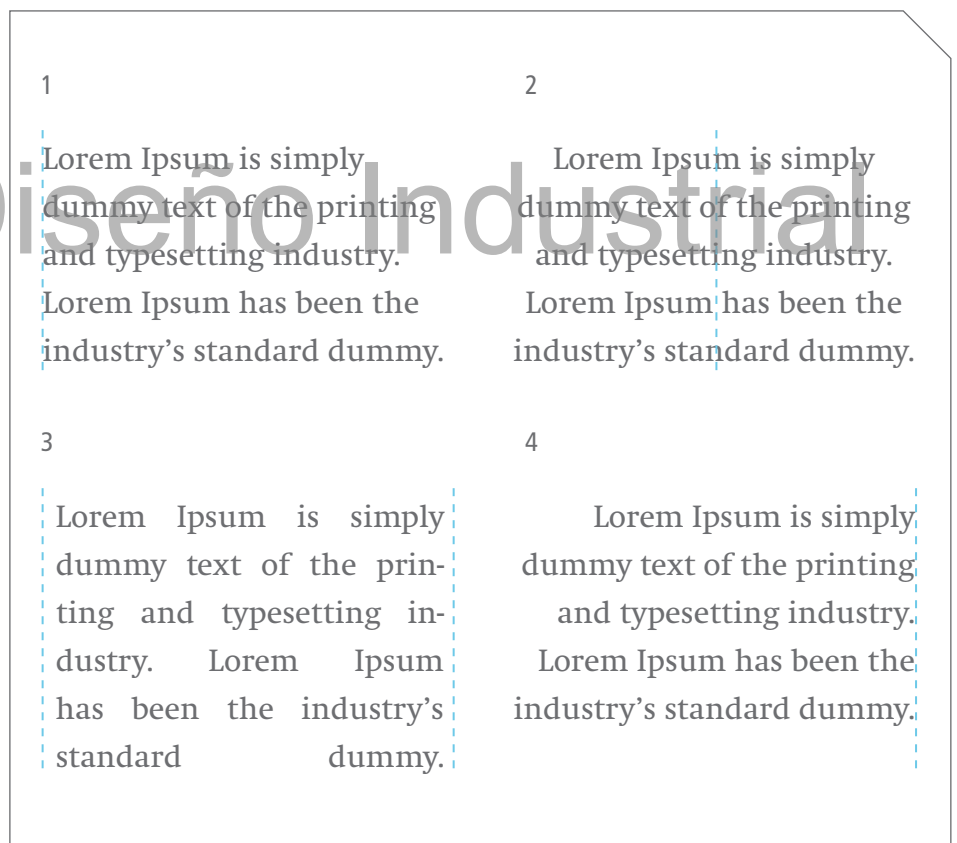 1
Lorem Ipsum is simply
dummy text of the printing
and typesetting industry.
Lorem Ipsum has been the
industry’s standard dummy.
2
Lorem Ipsum is simply
dummy text of the printing
and typesetting industry.
Lorem Ipsum has been the
industry’s standard dummy.
Diseño Industrial
3
Lorem Ipsum is simply
dummy text of the prin-
ting and typesetting in-
dustry. Lorem Ipsum
has been the industry’s
standard dummy.
4
Lorem Ipsum is simply
dummy text of the printing
and typesetting industry.
Lorem Ipsum has been the
industry’s standard dummy.